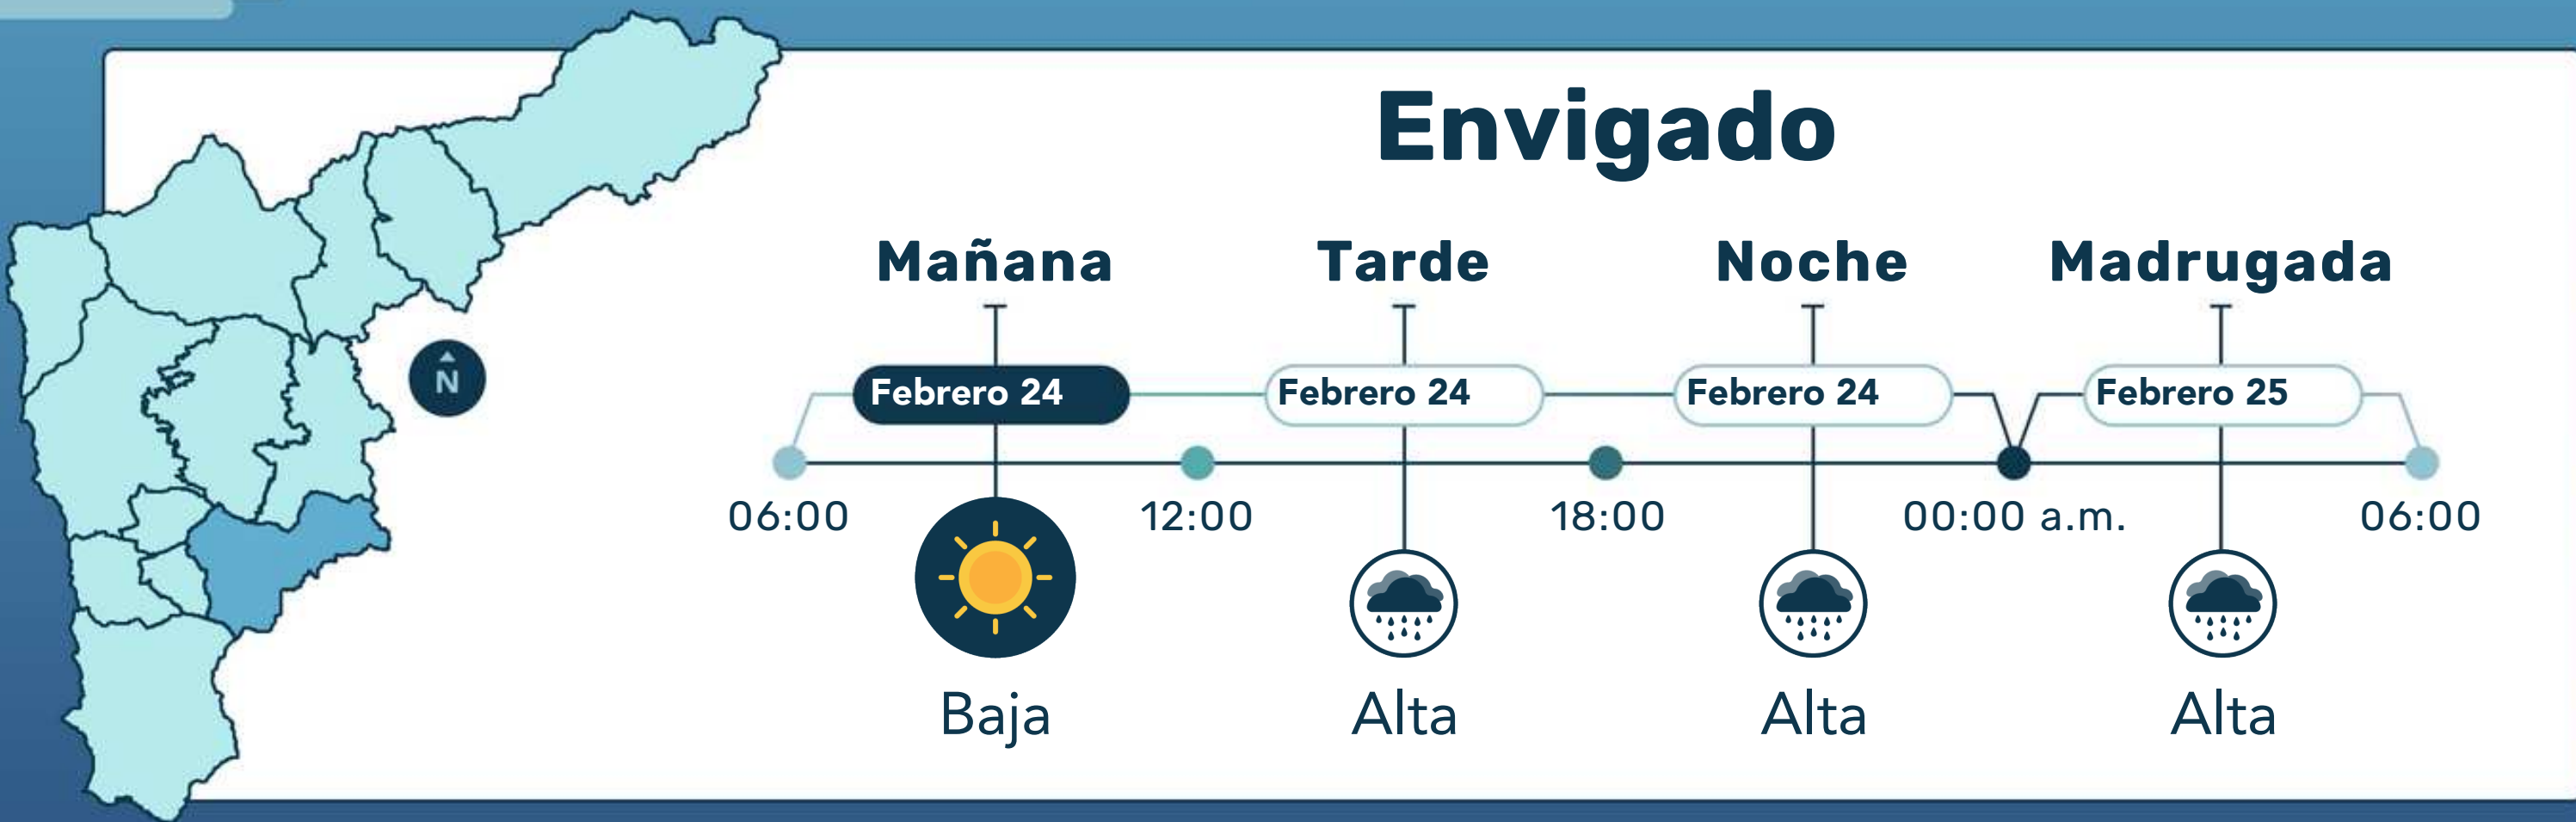 Envigado
Mañana
Tarde
Noche
Madrugada
Febrero 24
Febrero 24
Febrero 24
Febrero 25
N
06:00
12:00
18:00
00:00 a.m.
06:00
Baja
Alta
Alta
Alta